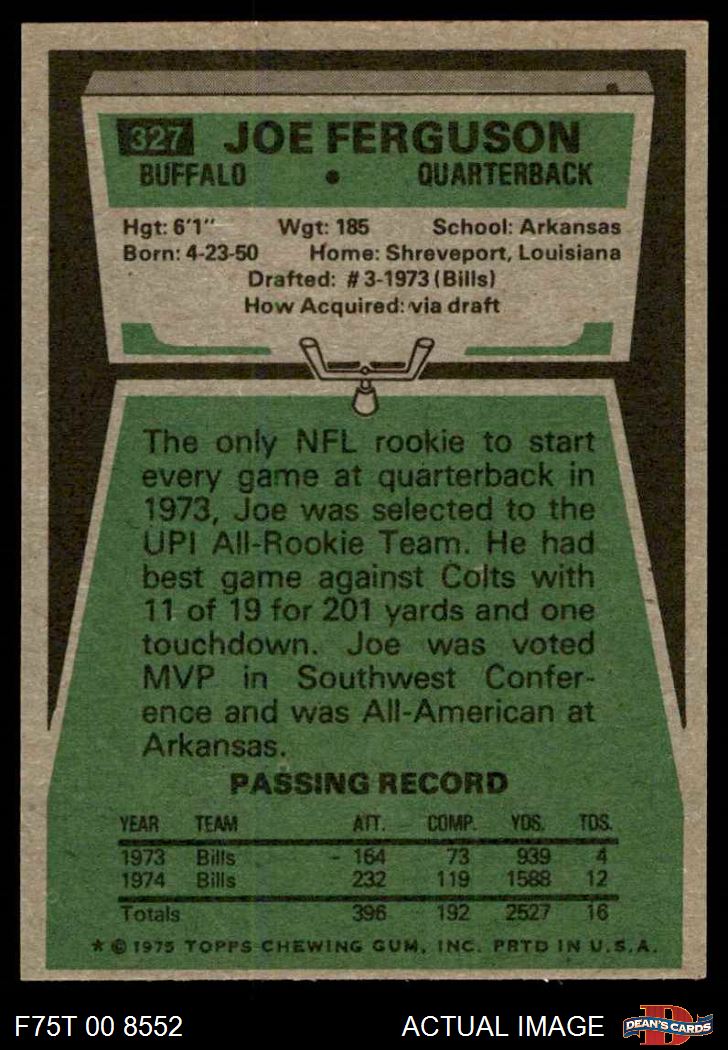 327 JOE FERGUSON
BUFFALO • QUARTERBACK
Hgt: 6'1" Wgt: 185 School: Arkansas
Born: 4-23-50 Home: Shreveport, Louisiana
Drafted: #3-1973 (Bills)
How Acquired: via draft
The only NFL rookie to start
every game at quarterback in
1973, Joe was selected to the
UPI All-Rookie Team. He had
best game against Colts with
11 of 19 for 201 yards and one
touchdown. Joe was voted
MVP in Southwest Confer-
ence and was All-American at
Arkansas.
PASSING RECORD
YEAR TEAM ATT. COMP. YDS. TDS.
1973 Bills 164 73 939 4
1974 Bills 232 119 1588 12
Totals 396 192 2527 16
★ © 1975 TOPPS CHEWING GUM, INC. PRTD IN U.S.A.
F75T 00 8552 ACTUAL IMAGE D DEAN'S CARDS